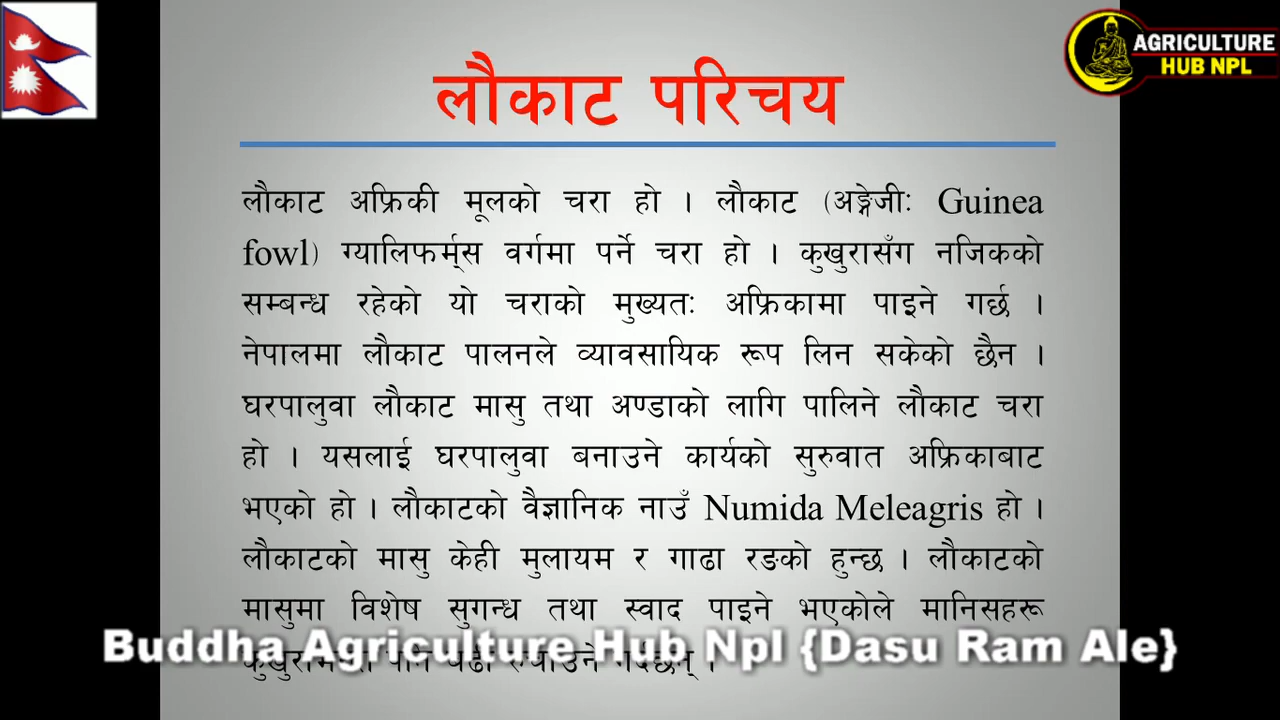 लौकाट परिचय
AGRICULTURE
HUB NPL
लौकाट अफ्रिकी मूलको चरा हो । लौकाट (अङ्ग्रेजीः Guinea
fowl) ग्यालिफर्म्स वर्गमा पर्ने चरा हो । कुखुरासँग नजिकको
सम्बन्ध रहेको यो चराको मुख्यतः अफ्रिकामा पाइने गर्छ ।
नेपालमा लौकाट पालनले व्यावसायिक रूप लिन सकेको छैन ।
घरपालुवा लौकाट मासु तथा अण्डाको लागि पालिने लौकाट चरा
हो । यसलाई घरपालुवा बनाउने कार्यको सुरुवात अफ्रिकाबाट
भएको हो । लौकाटको वैज्ञानिक नाउँ Numida Meleagris हो ।
लौकाटको मासु केही मुलायम र गाढा रङको हुन्छ । लौकाटको
मासुमा विशेष सुगन्ध तथा स्वाद पाइने भएकोले मानिसहरू
Buddha Agriculture Hub Npl {Dasu Ram Ale}